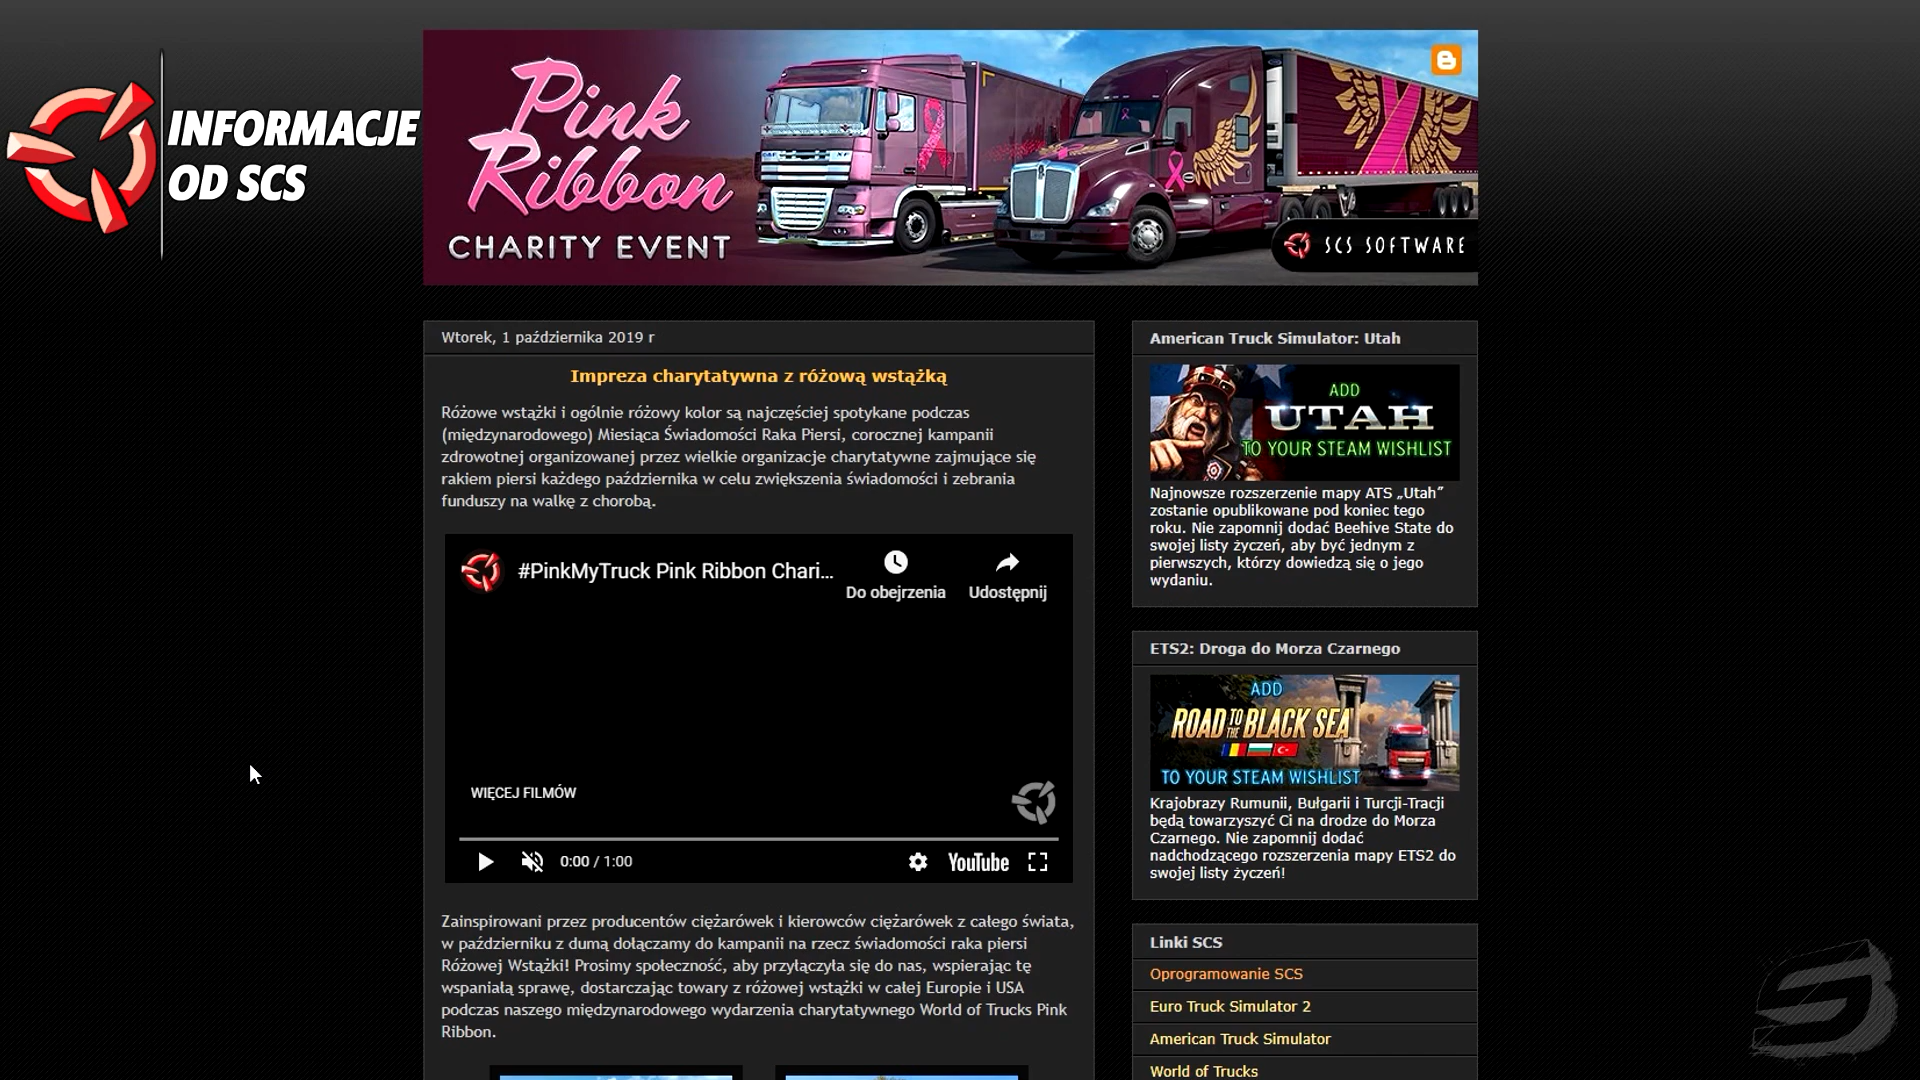 INFORMACJE
OD SCS
Pink
Ribbon
CHARITY EVENT
SCS SOFTWARE
Wtorek, 1 października 2019 r
Impreza charytatywna z różową wstążką
Różowe wstążki i ogólnie różowy kolor są najczęściej spotykane podczas
(międzynarodowego) Miesiąca Świadomości Raka Piersi, corocznej kampanii
zdrowotnej organizowanej przez wielkie organizacje charytatywne zajmujące się
rakiem piersi każdego października w celu zwiększenia świadomości i zebrania
funduszy na walkę z chorobą.
#PinkMyTruck Pink Ribbon Chari...
Do obejrzenia
Udostępnij
WIĘCEJ FILMÓW
0:00 / 1:00
YouTube
Zainspirowani przez producentów ciężarówek i kierowców ciężarówek z całego świata,
w październiku z dumą dołączamy do kampanii na rzecz świadomości raka piersi
Różowej Wstążki! Prosimy społeczność, aby przyłączyła się do nas, wspierając tę
wspaniałą sprawę, dostarczając towary z różowej wstążki w całej Europie i USA
podczas naszego międzynarodowego wydarzenia charytatywnego World of Trucks Pink
Ribbon.
American Truck Simulator: Utah
ADD
UTAH
TO YOUR STEAM WISHLIST
Najnowsze rozszerzenie mapy ATS „Utah”
zostanie opublikowane pod koniec tego
roku. Nie zapomnij dodać Beehive State do
swojej listy życzeń, aby być jednym z
pierwszych, którzy dowiedzą się o jego
wydaniu.
ETS2: Droga do Morza Czarnego
ADD
ROAD TO THE BLACK SEA
TO YOUR STEAM WISHLIST
Krajobrazy Rumunii, Bułgarii i Turcji-Tracji
będą towarzyszyć Ci na drodze do Morza
Czarnego. Nie zapomnij dodać
nadchodzącego rozszerzenia mapy ETS2 do
swojej listy życzeń!
Linki SCS
Oprogramowanie SCS
Euro Truck Simulator 2
American Truck Simulator
World of Trucks